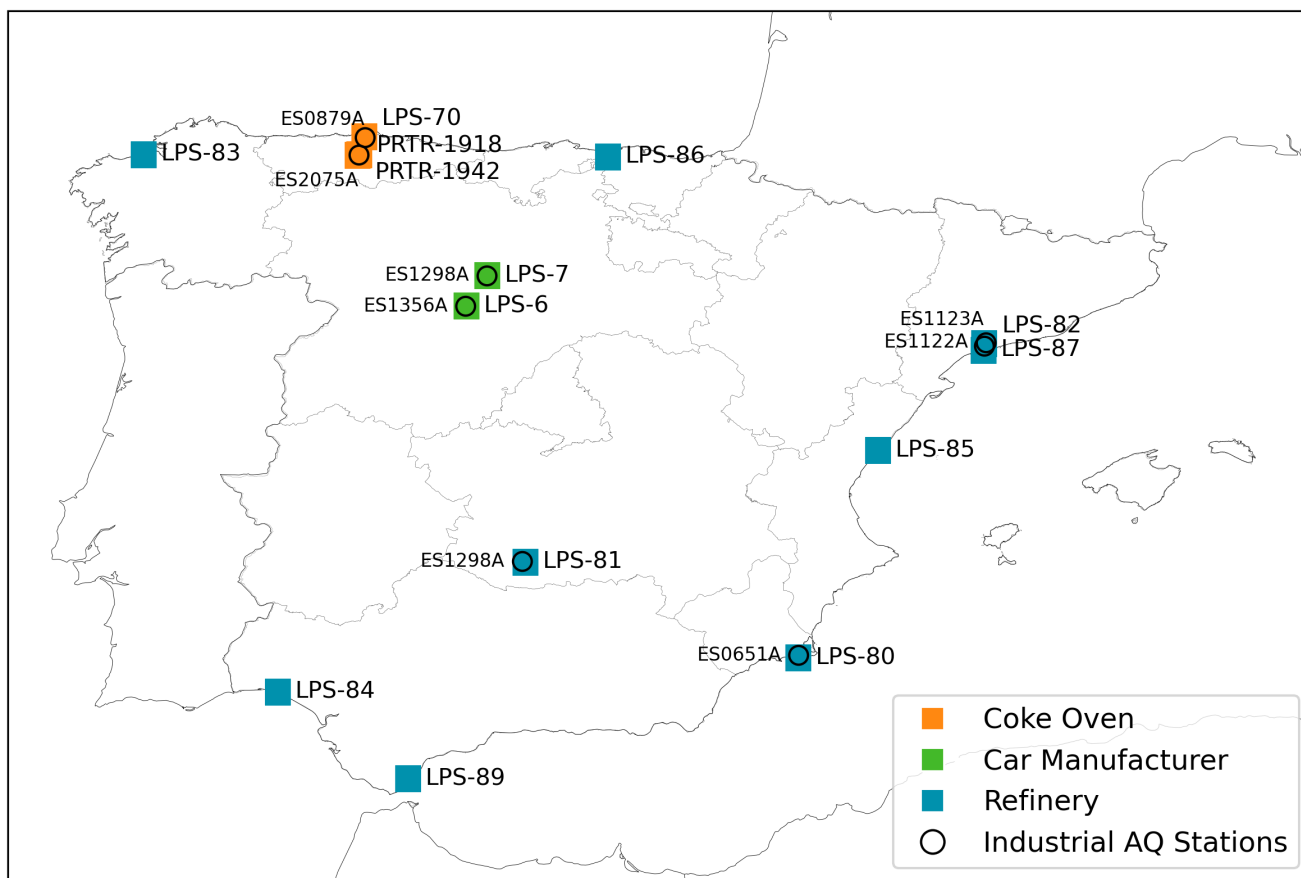 ES0879A LPS-70
PRTR-1918
LPS-83
LPS-86
PRTR-1942
ES2075A
ES1298A LPS-7
ES1356A LPS-6
ES1123A LPS-82
ES1122A LPS-87
LPS-85
ES1298A LPS-81
ES0651A LPS-80
LPS-84
LPS-89
Coke Oven
Car Manufacturer
Refinery
Industrial AQ Stations